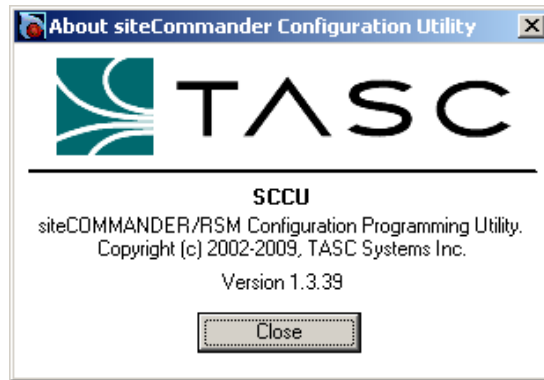 About siteCommander Configuration Utility
TASC
SCCU
siteCOMMANDER/RSM Configuration Programming Utility.
Copyright (c) 2002-2009, TASC Systems Inc.
Version 1.3.39
Close